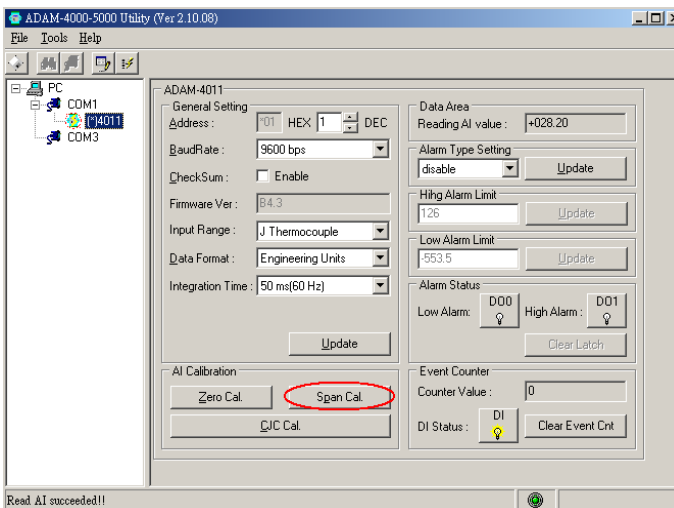 ADAM-4000-5000 Utility (Ver 2.10.08)
File Tools Help
PC
COM1
(*)4011
COM3
ADAM-4011
General Setting
Address : *01 HEX 1 DEC
BaudRate : 9600 bps
CheckSum : Enable
Firmware Ver : B4.3
Input Range : J Thermocouple
Data Format : Engineering Units
Integration Time : 50 ms(60 Hz)
Update
AI Calibration
Zero Cal. Span Cal.
CJC Cal.
Data Area
Reading AI value : +028.20
Alarm Type Setting
disable Update
Hihg Alarm Limit
126 Update
Low Alarm Limit
-553.5 Update
Alarm Status
Low Alarm: DO0 High Alarm : DO1
Clear Latch
Event Counter
Counter Value : 0
DI Status : DI Clear Event Cnt
Read AI succeeded!!